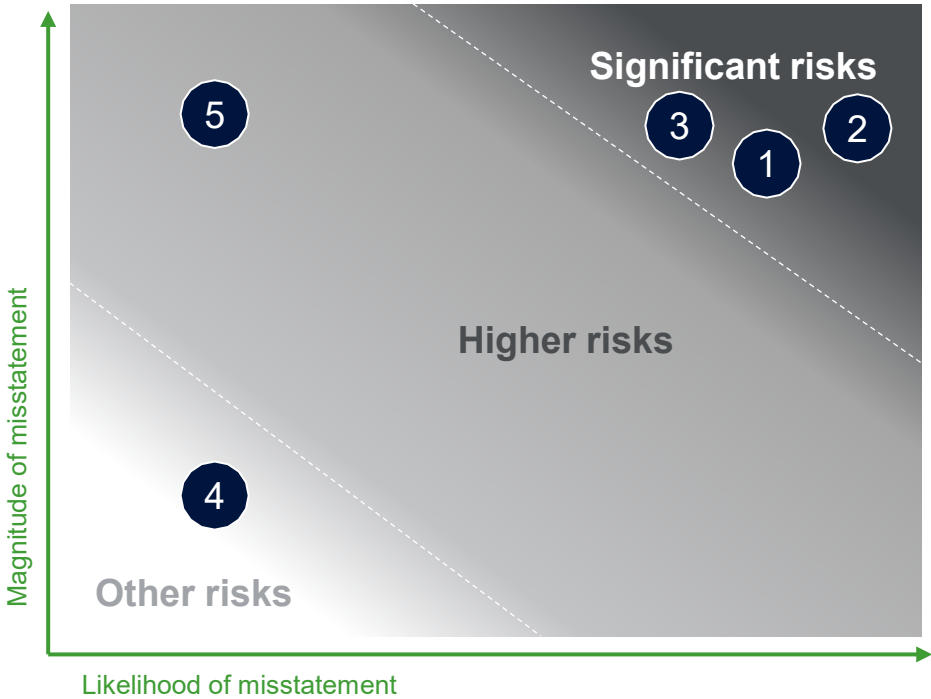 Significant risks
5
3
2
1
Magnitude of misstatement
Higher risks
4
Other risks
Likelihood of misstatement